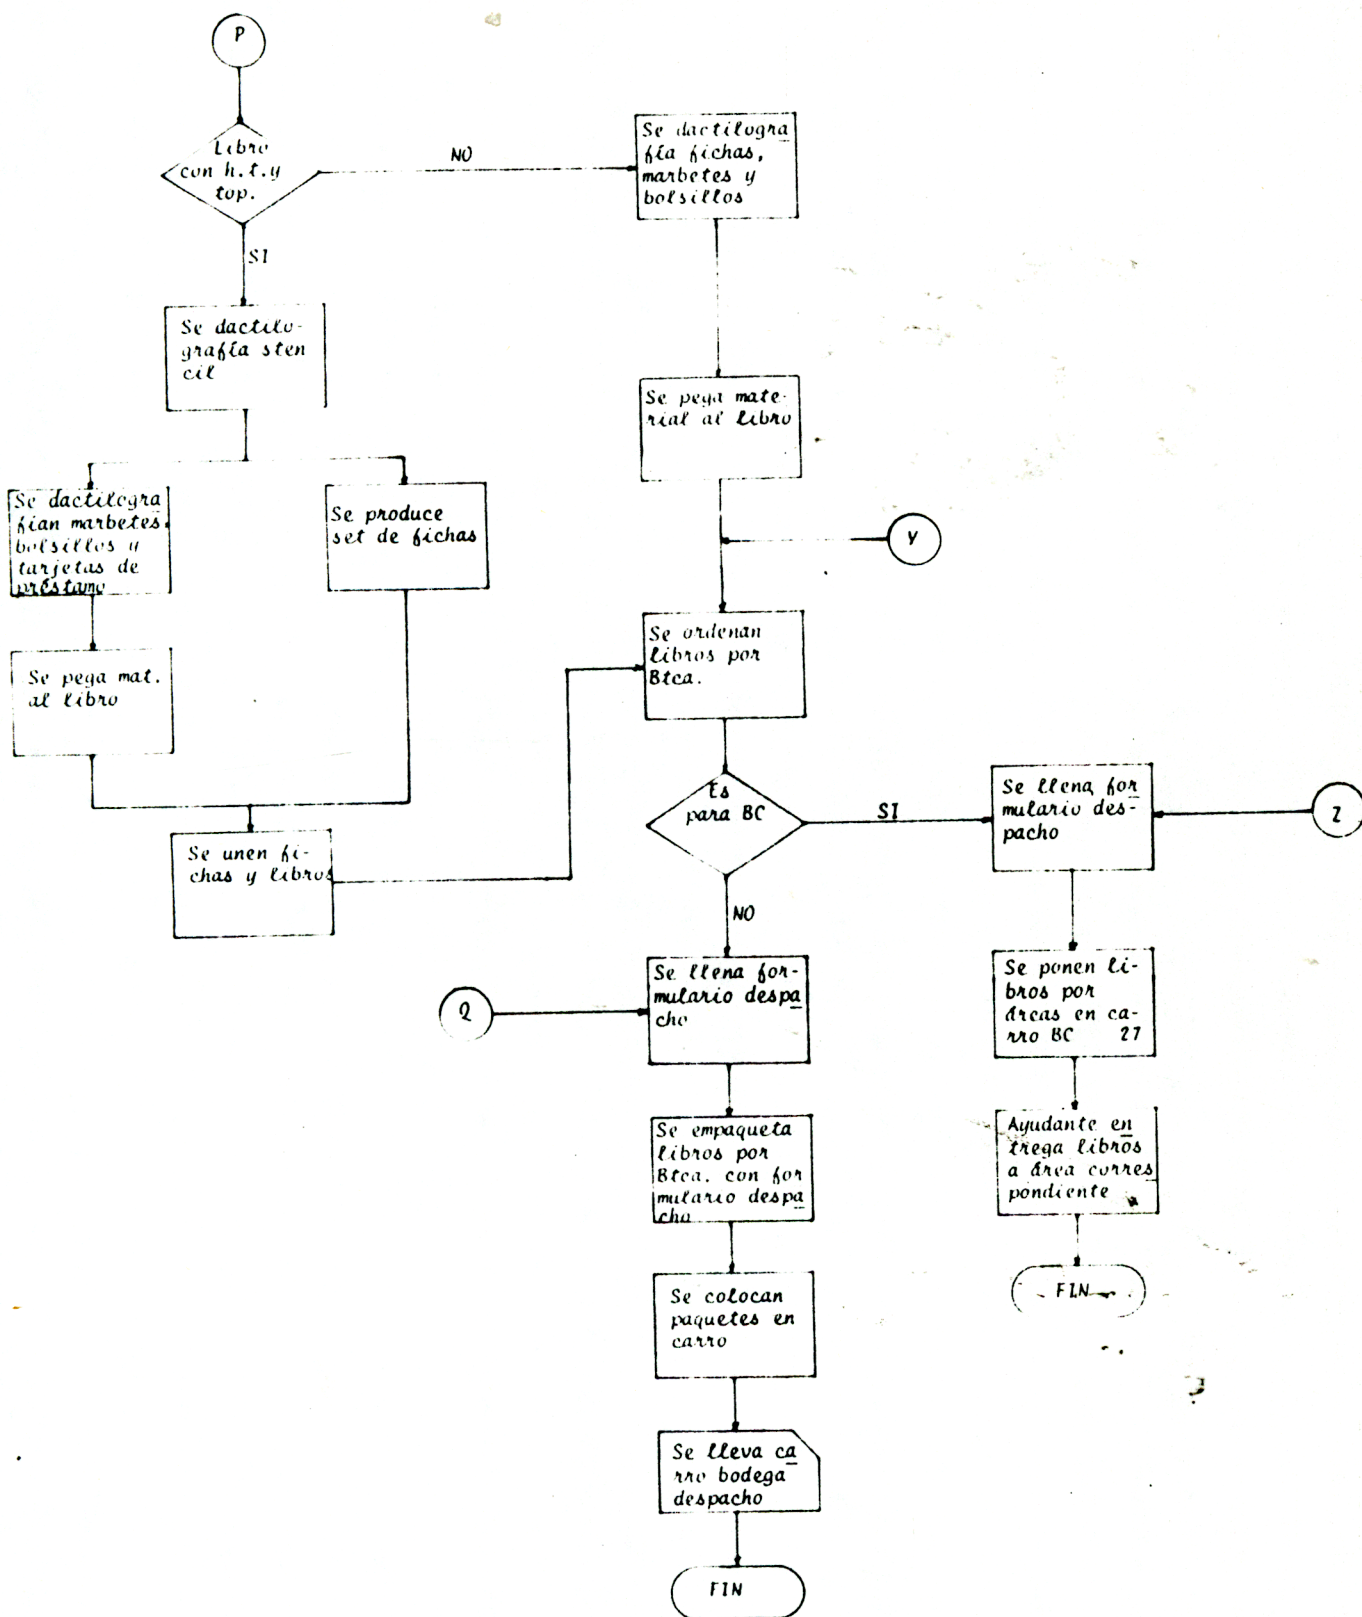 P
Libro
con h.t.y
top.
NO
SI
Se dactilogra
fía fichas,
marbetes y
bolsillos
Se dactilo-
grafía sten
cil
Se pega mate-
rial al libro
Se dactilogra
fian marbetes,
bolsillos y
tarjetas de
préstamo
Se produce
set de fichas
Y
Se pega mat.
al libro
Se ordenan
libros por
Btca.
Se unen fi-
chas y libros
Es
para BC
SI
NO
Se llena for
mulario des-
pacho
Z
Se llena for-
mulario despa
cho
Q
Se ponen li-
bros por
áreas en ca-
rro BC 27
Se empaqueta
libros por
Btca. con for
mulario despa
cho
Ayudante en
trega libros
a área corres
pondiente
FIN
Se colocan
paquetes en
carro
Se lleva ca
rro bodega
despacho
FIN